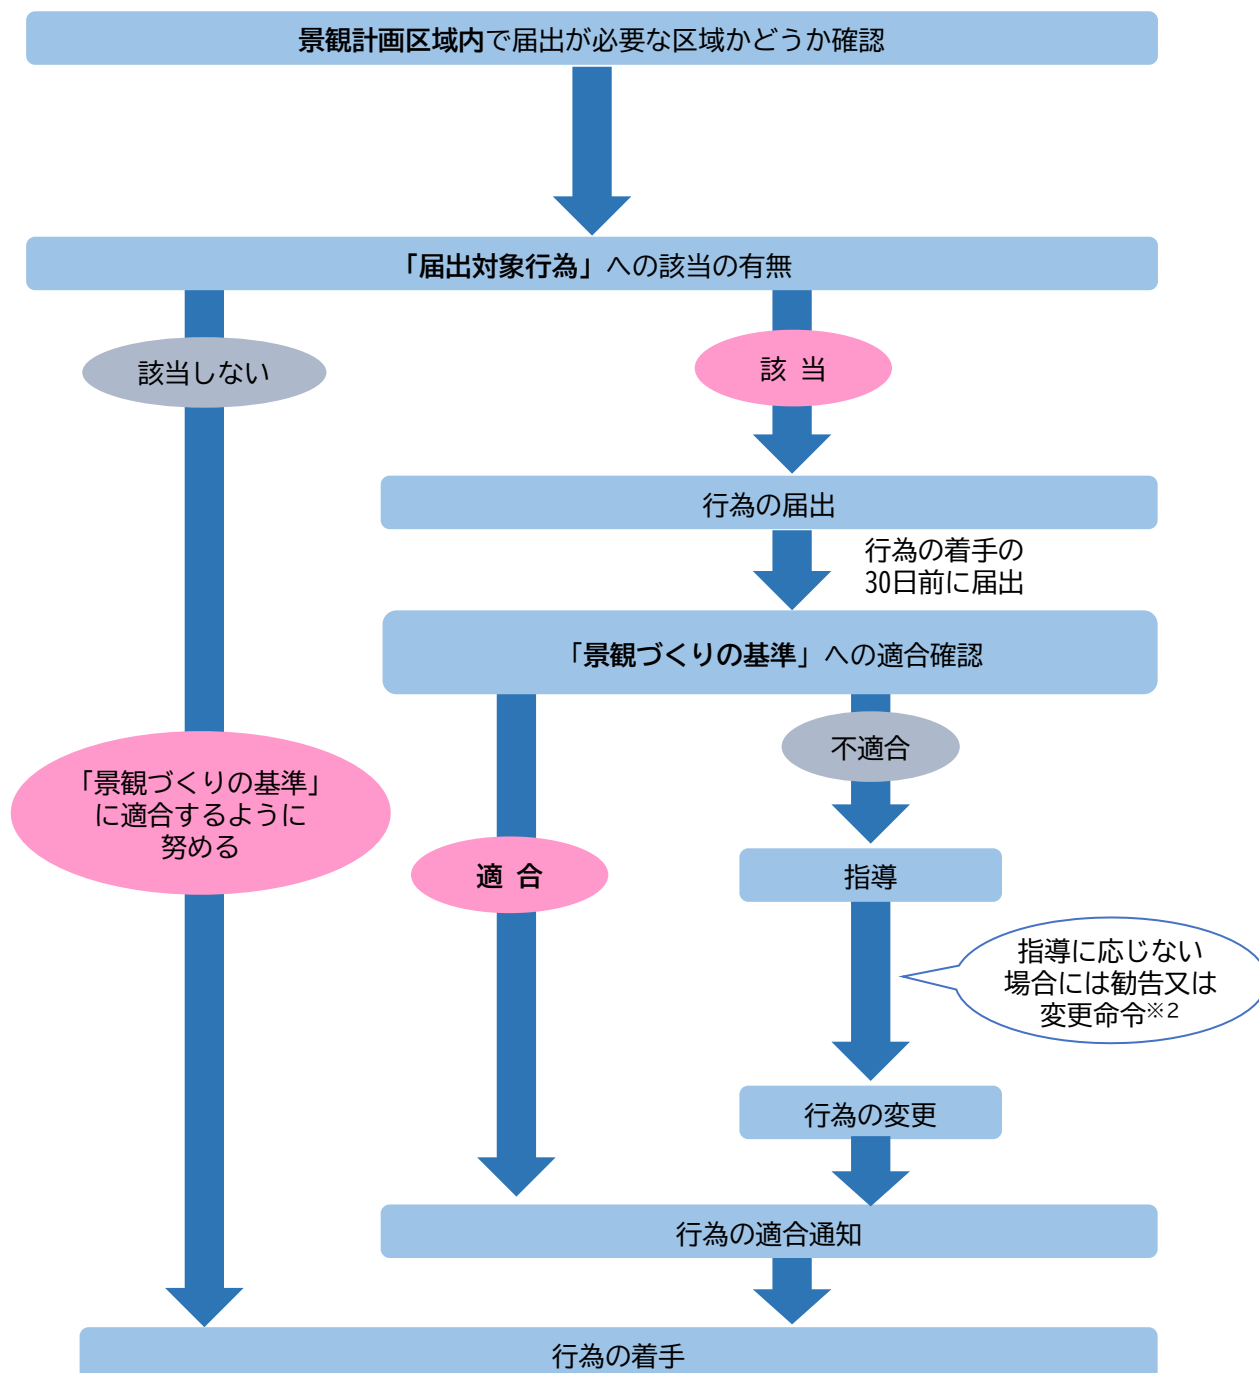 景観計画区域内で届出が必要な区域かどうか確認
「届出対象行為」への該当の有無
該当しない
該 当
行為の届出
行為の着手の
30日前に届出
「景観づくりの基準」への適合確認
不適合
「景観づくりの基準」
に適合するように
努める
適 合
指導
指導に応じない
場合には勧告又は
変更命令※2
行為の変更
行為の適合通知
行為の着手